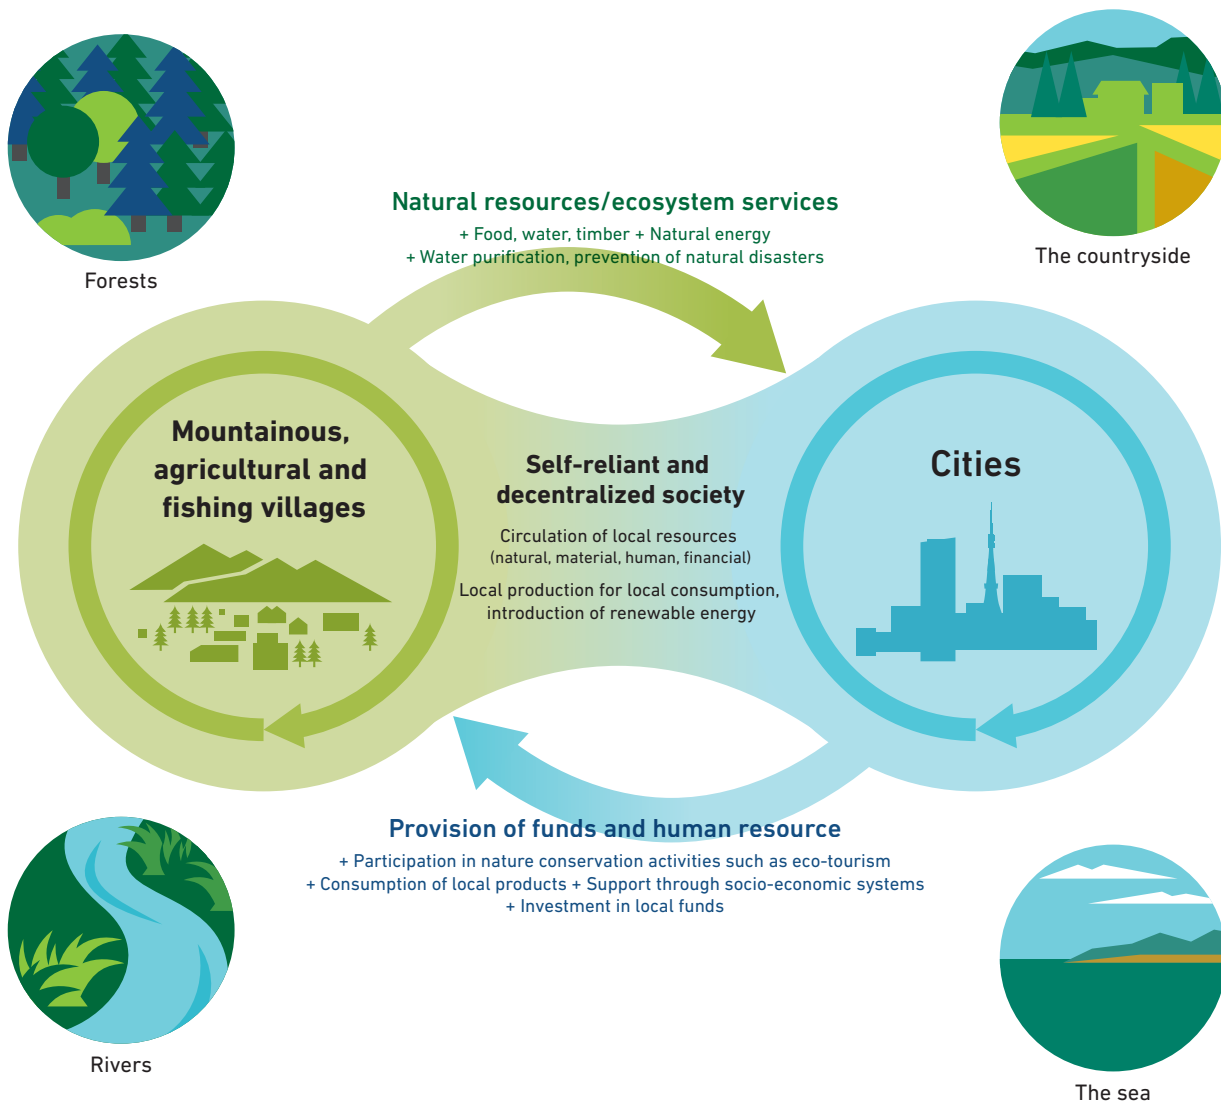 Forests
The countryside
Natural resources/ecosystem services
+ Food, water, timber + Natural energy
+ Water purification, prevention of natural disasters
Mountainous,
agricultural and
fishing villages
Self-reliant and
decentralized society
Circulation of local resources
(natural, material, human, financial)
Local production for local consumption,
introduction of renewable energy
Cities
Provision of funds and human resource
+ Participation in nature conservation activities such as eco-tourism
+ Consumption of local products + Support through socio-economic systems
+ Investment in local funds
Rivers
The sea